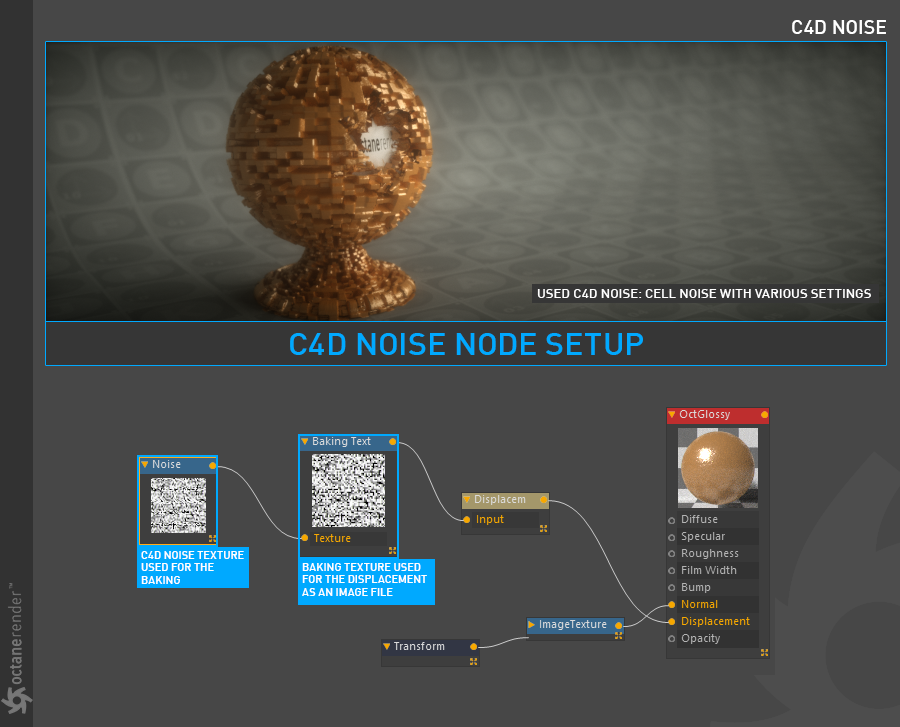 C4D NOISE
tanerend
USED C4D NOISE: CELL NOISE WITH VARIOUS SETTINGS
C4D NOISE NODE SETUP
Noise
C4D NOISE TEXTURE
USED FOR THE
BAKING
Baking Text
Texture
BAKING TEXTURE USED
FOR THE DISPLACEMENT
AS AN IMAGE FILE
Displacem
Input
Transform
ImageTexture
OctGlossy
Diffuse
Specular
Roughness
Film Width
Bump
Normal
Displacement
Opacity
octanerender™